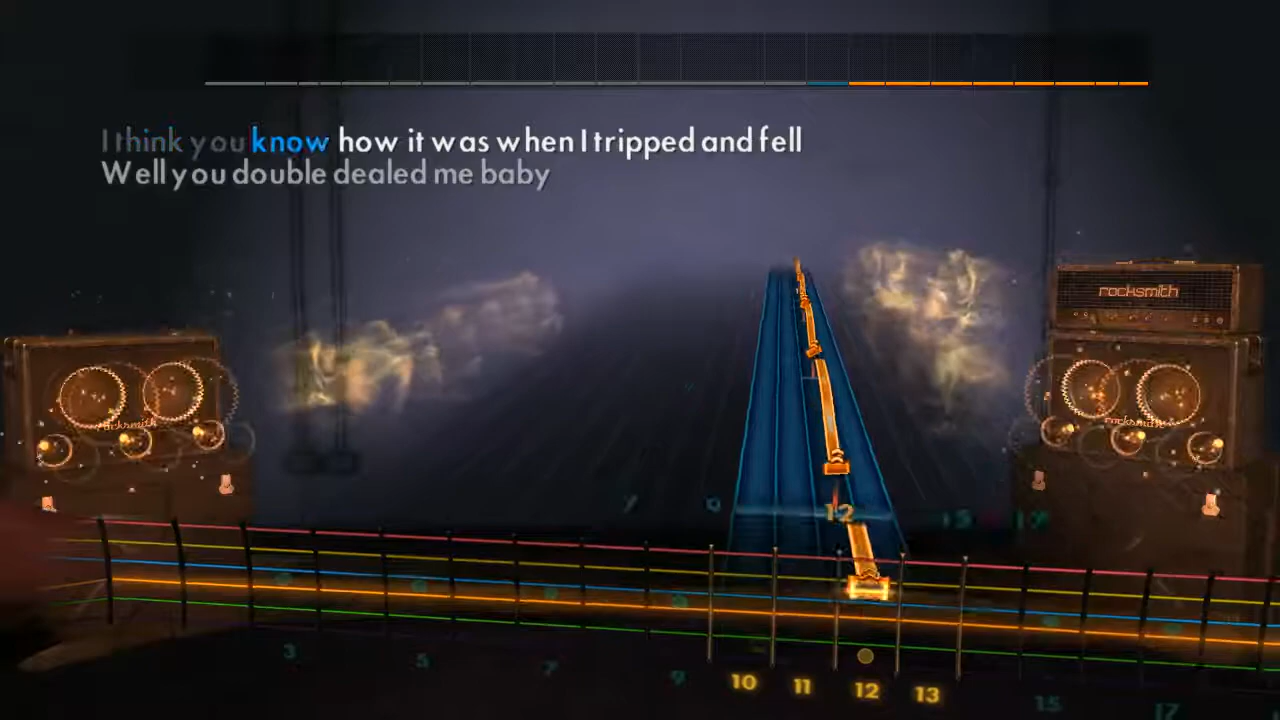 I think you know how it was when I tripped and fell
Well you double dealed me baby
rocksmith
rocksmith
rocksmith
12
3 5 7 9 10 11 12 13 15 17